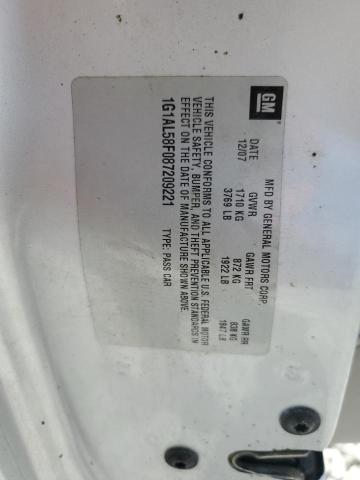 GM
MFD BY GENERAL MOTORS CORP.
DATE GVWR GAWR FRT GAWR RR
12/07 1710 KG 872 KG 838 KG
3769 LB 1922 LB 1847 LB
THIS VEHICLE CONFORMS TO ALL APPLICABLE U.S. FEDERAL MOTOR
VEHICLE SAFETY, BUMPER, AND THEFT PREVENTION STANDARDS IN
EFFECT ON THE DATE OF MANUFACTURE SHOWN ABOVE.
1G1AL58F087209221 TYPE: PASS CAR